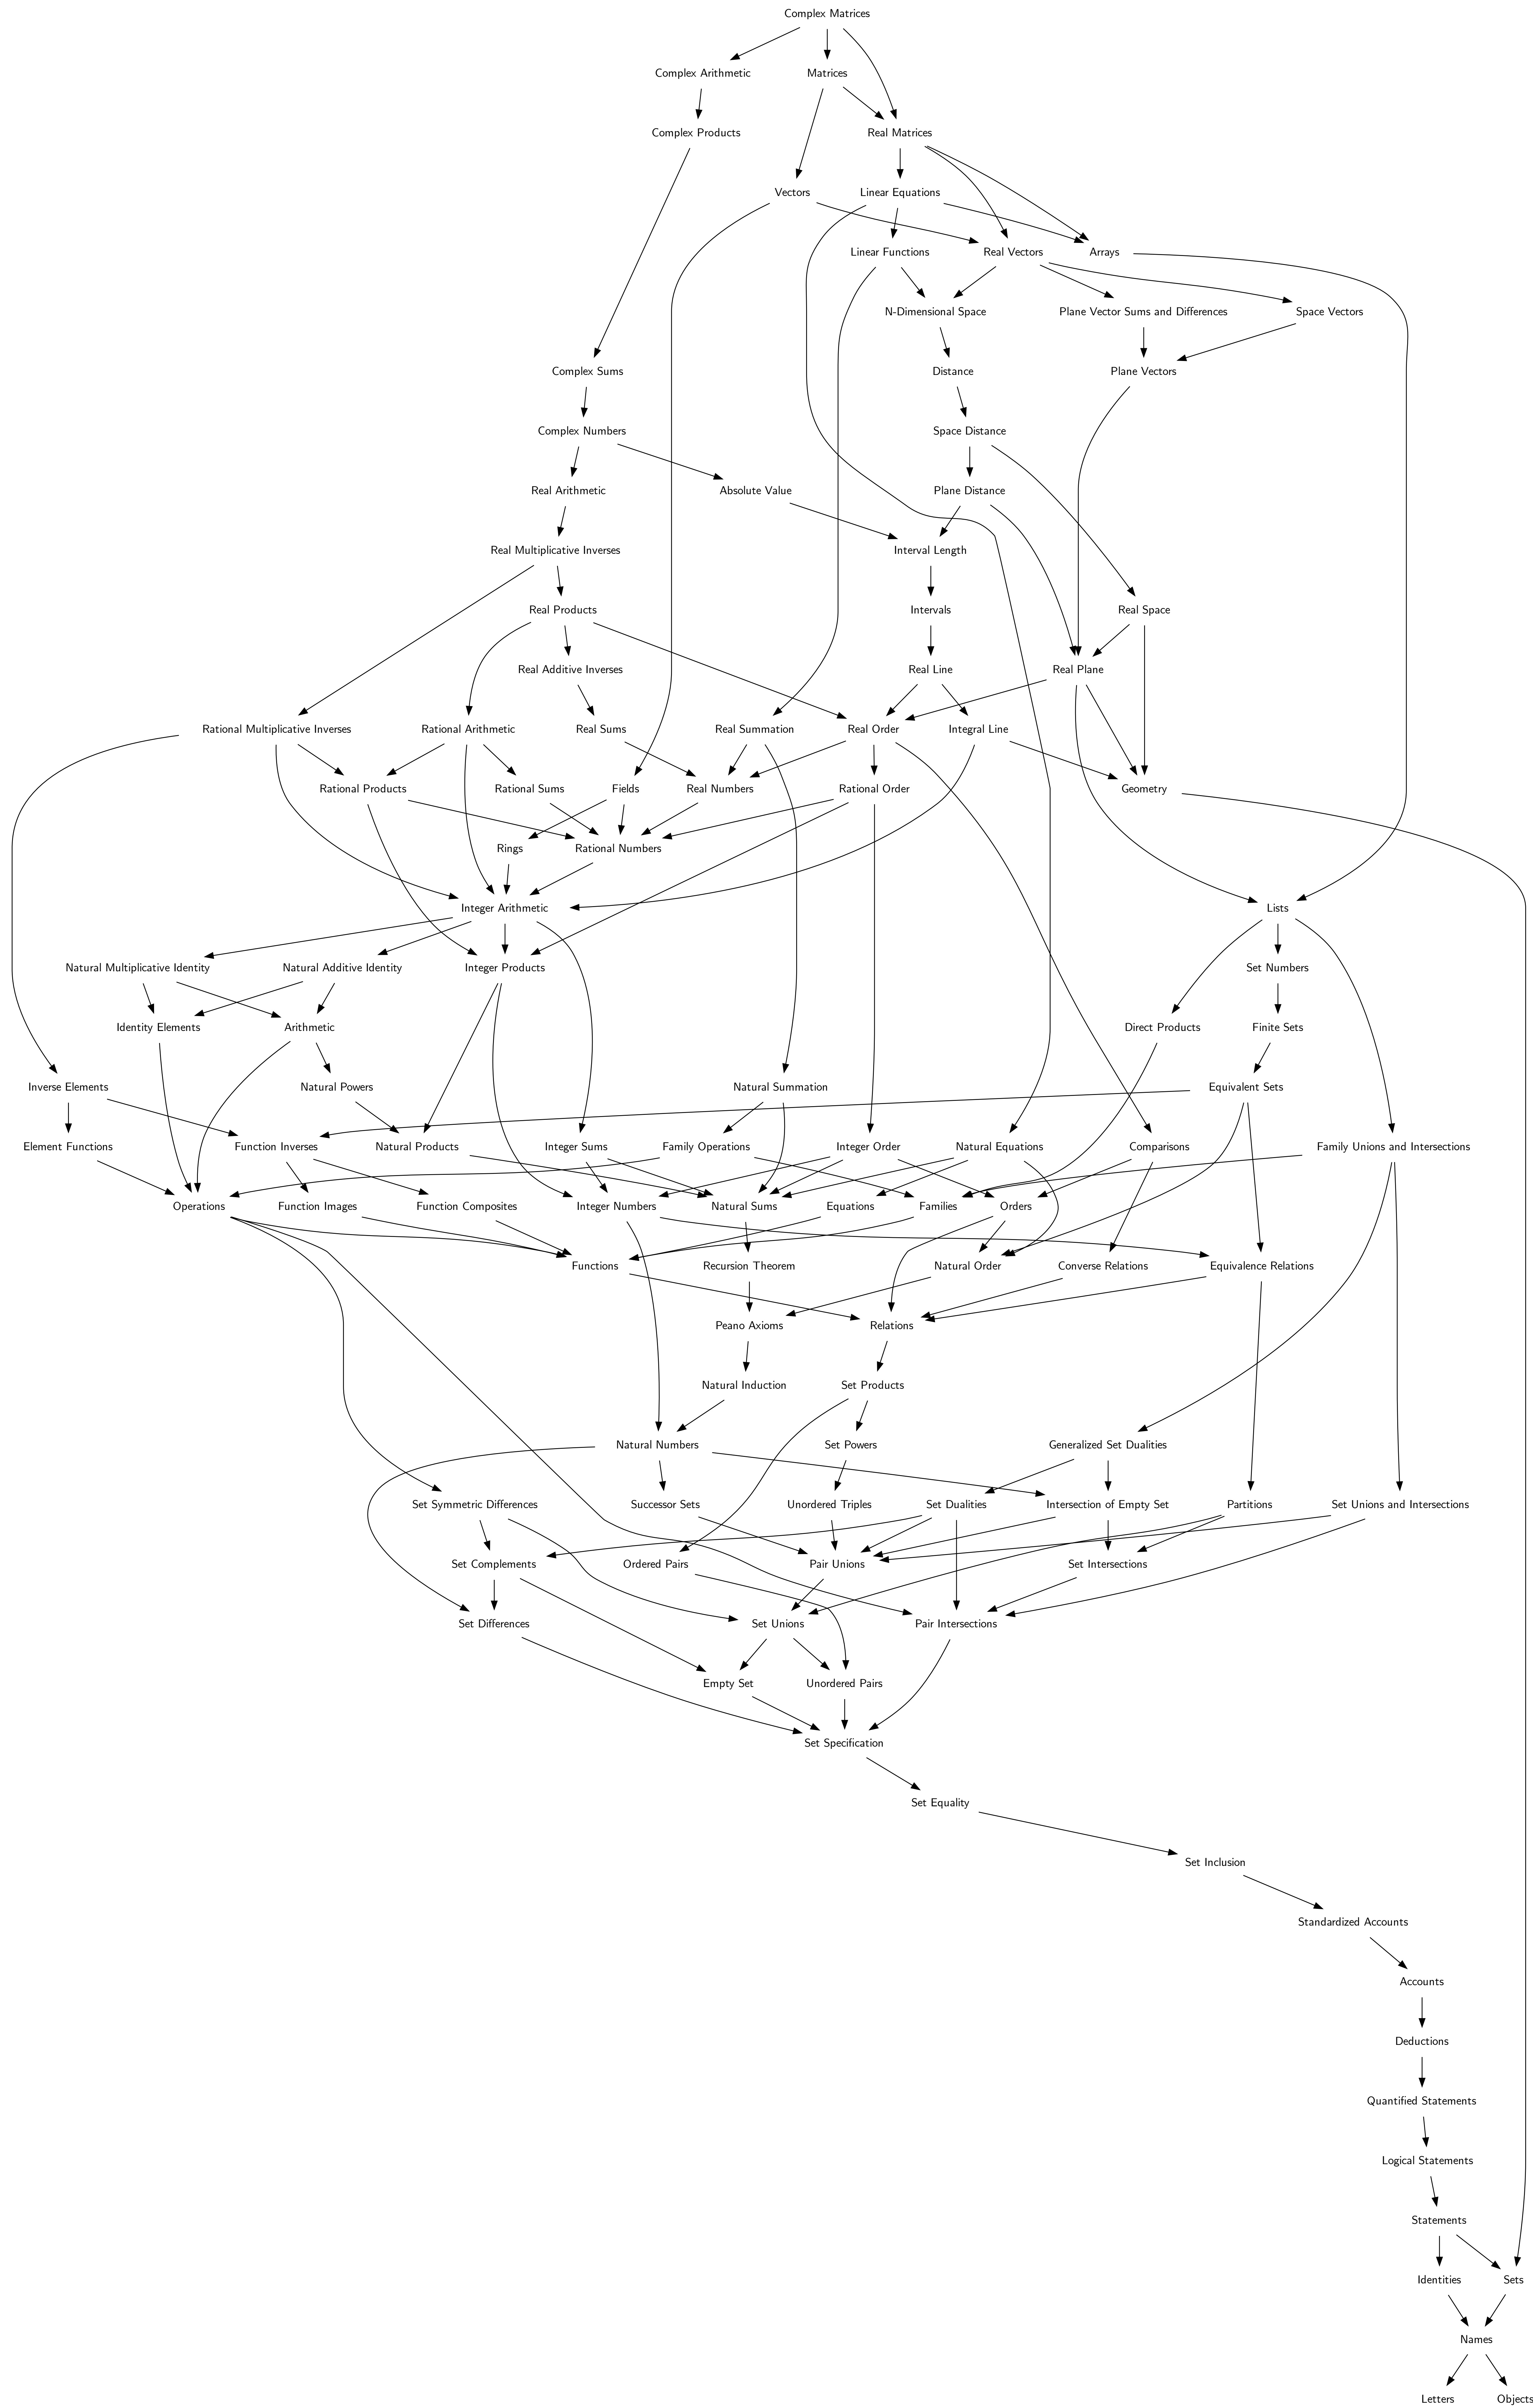 Complex Matrices
Complex Arithmetic
Matrices
Complex Products
Real Matrices
Vectors
Linear Equations
Linear Functions
Real Vectors
Arrays
N-Dimensional Space
Plane Vector Sums and Differences
Space Vectors
Complex Sums
Distance
Plane Vectors
Complex Numbers
Space Distance
Real Arithmetic
Absolute Value
Plane Distance
Real Multiplicative Inverses
Interval Length
Real Products
Intervals
Real Space
Real Additive Inverses
Real Line
Real Plane
Rational Multiplicative Inverses
Rational Arithmetic
Real Sums
Real Summation
Real Order
Integral Line
Rational Products
Rational Sums
Fields
Real Numbers
Rational Order
Geometry
Rings
Rational Numbers
Integer Arithmetic
Lists
Natural Multiplicative Identity
Natural Additive Identity
Integer Products
Set Numbers
Identity Elements
Arithmetic
Direct Products
Finite Sets
Inverse Elements
Natural Powers
Natural Summation
Equivalent Sets
Element Functions
Function Inverses
Natural Products
Integer Sums
Family Operations
Integer Order
Natural Equations
Comparisons
Family Unions and Intersections
Operations
Function Images
Function Composites
Integer Numbers
Natural Sums
Equations
Families
Orders
Functions
Recursion Theorem
Natural Order
Converse Relations
Equivalence Relations
Peano Axioms
Relations
Natural Induction
Set Products
Natural Numbers
Set Powers
Generalized Set Dualities
Set Symmetric Differences
Successor Sets
Unordered Triples
Set Dualities
Intersection of Empty Set
Partitions
Set Unions and Intersections
Set Complements
Ordered Pairs
Pair Unions
Set Intersections
Set Differences
Set Unions
Pair Intersections
Empty Set
Unordered Pairs
Set Specification
Set Equality
Set Inclusion
Standardized Accounts
Accounts
Deductions
Quantified Statements
Logical Statements
Statements
Identities
Sets
Names
Letters
Objects